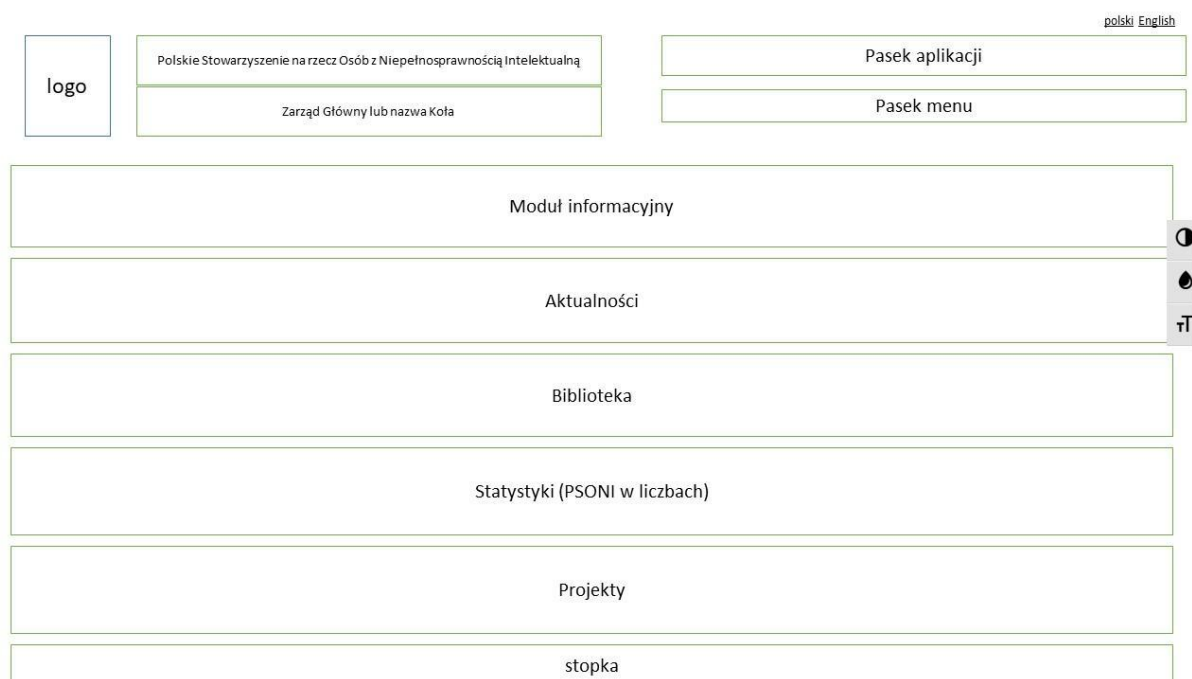 polski English
logo
Polskie Stowarzyszenie na rzecz Osób z Niepełnosprawnością Intelektualną
Zarząd Główny lub nazwa Koła
Pasek aplikacji
Pasek menu
Moduł informacyjny
Aktualności
Biblioteka
Statystyki (PSONI w liczbach)
Projekty
stopka